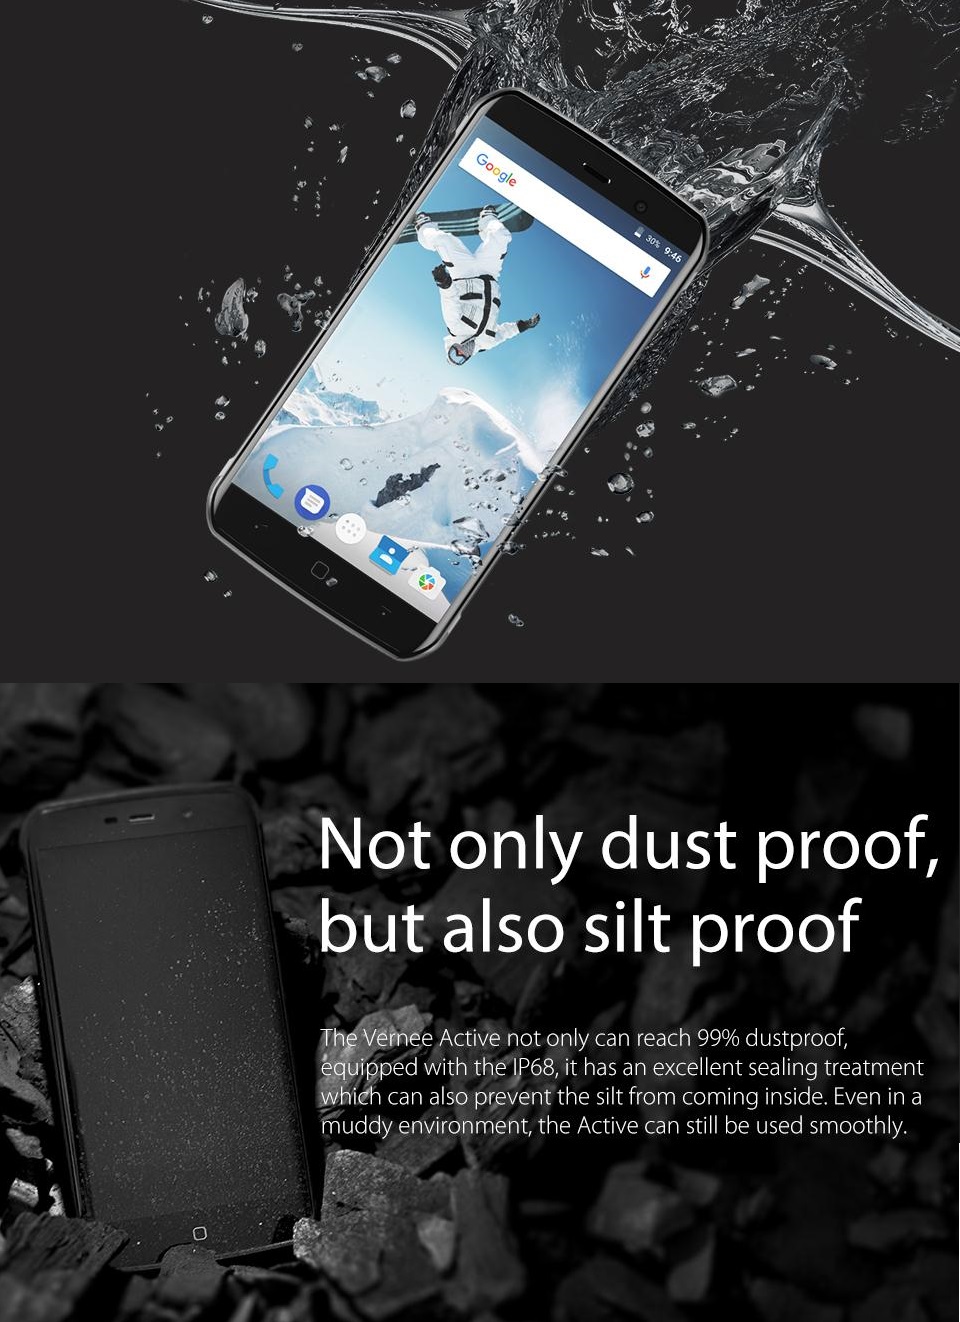 Google
30% 9:46
Not only dust proof,
but also silt proof
The Vernee Active not only can reach 99% dustproof,
equipped with the IP68, it has an excellent sealing treatment
which can also prevent the silt from coming inside. Even in a
muddy environment, the Active can still be used smoothly.